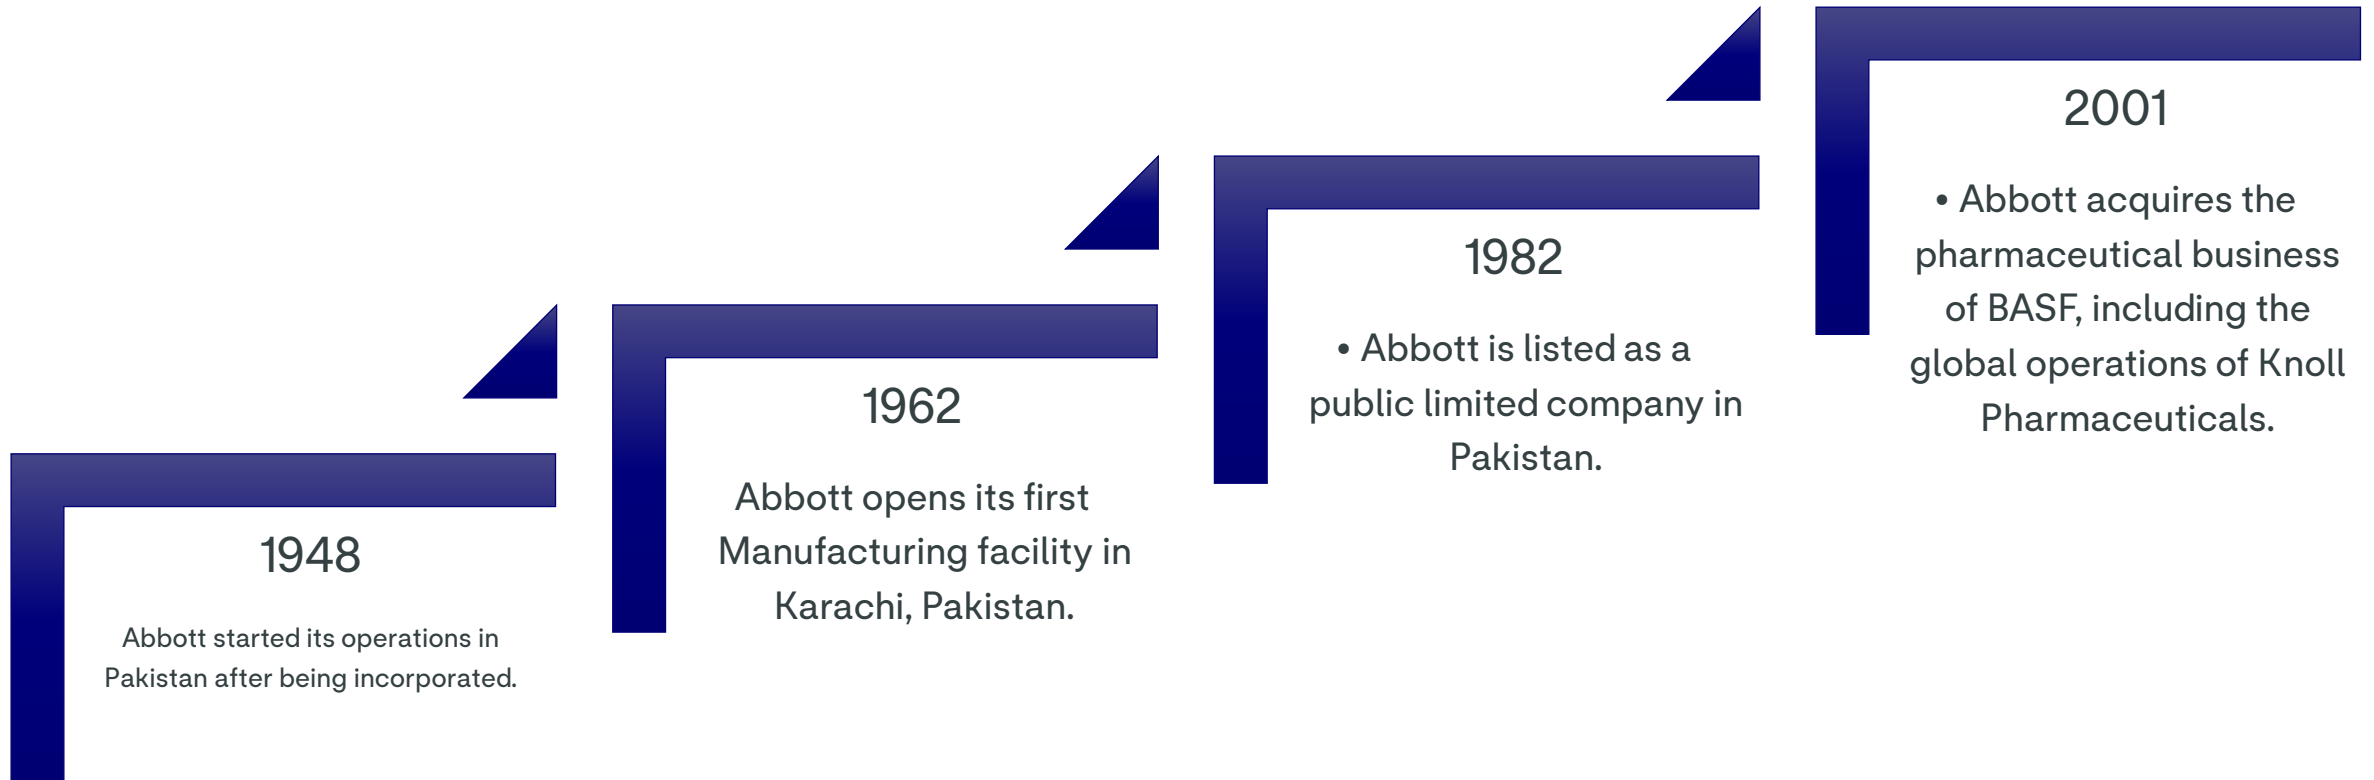 1948
Abbott started its operations in
Pakistan after being incorporated.
1962
Abbott opens its first
Manufacturing facility in
Karachi, Pakistan.
1982
• Abbott is listed as a
public limited company in
Pakistan.
2001
• Abbott acquires the
pharmaceutical business
of BASF, including the
global operations of Knoll
Pharmaceuticals.